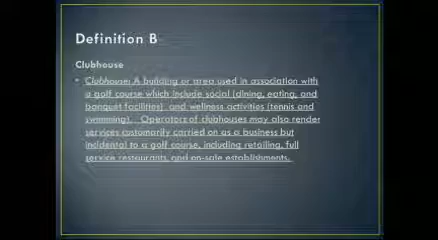 Definition B
Clubhouse
• Clubhouse: A building or area used in association with
a golf course which include social (dining, eating, and
banquet facilities), and wellness activities (tennis and
swimming). Operators of clubhouses may also render
services customarily carried on as a business but
incidental to a golf course, including retailing, full
service restaurants, and on-sale establishments.